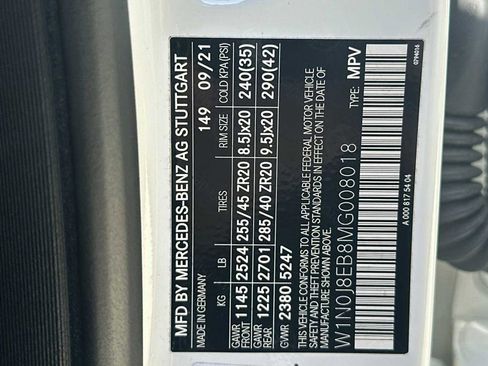 MFD BY MERCEDES-BENZ AG STUTTGART
MADE IN GERMANY 149 09/21
KG LB TIRES RIM SIZE COLD KPA(PSI)
GAWR FRONT 1145 2524 255/45 ZR20 8.5Jx20 240(35)
GAWR REAR 1225 2701 285/40 ZR20 9.5Jx20 290(42)
GVWR 2380 5247
THIS VEHICLE CONFORMS TO ALL APPLICABLE FEDERAL MOTOR VEHICLE
SAFETY AND THEFT PREVENTION STANDARDS IN EFFECT ON THE DATE OF
MANUFACTURE SHOWN ABOVE.
W1N0J8EB8MG008018 TYPE: MPV
A 000 817 54 04
0794016